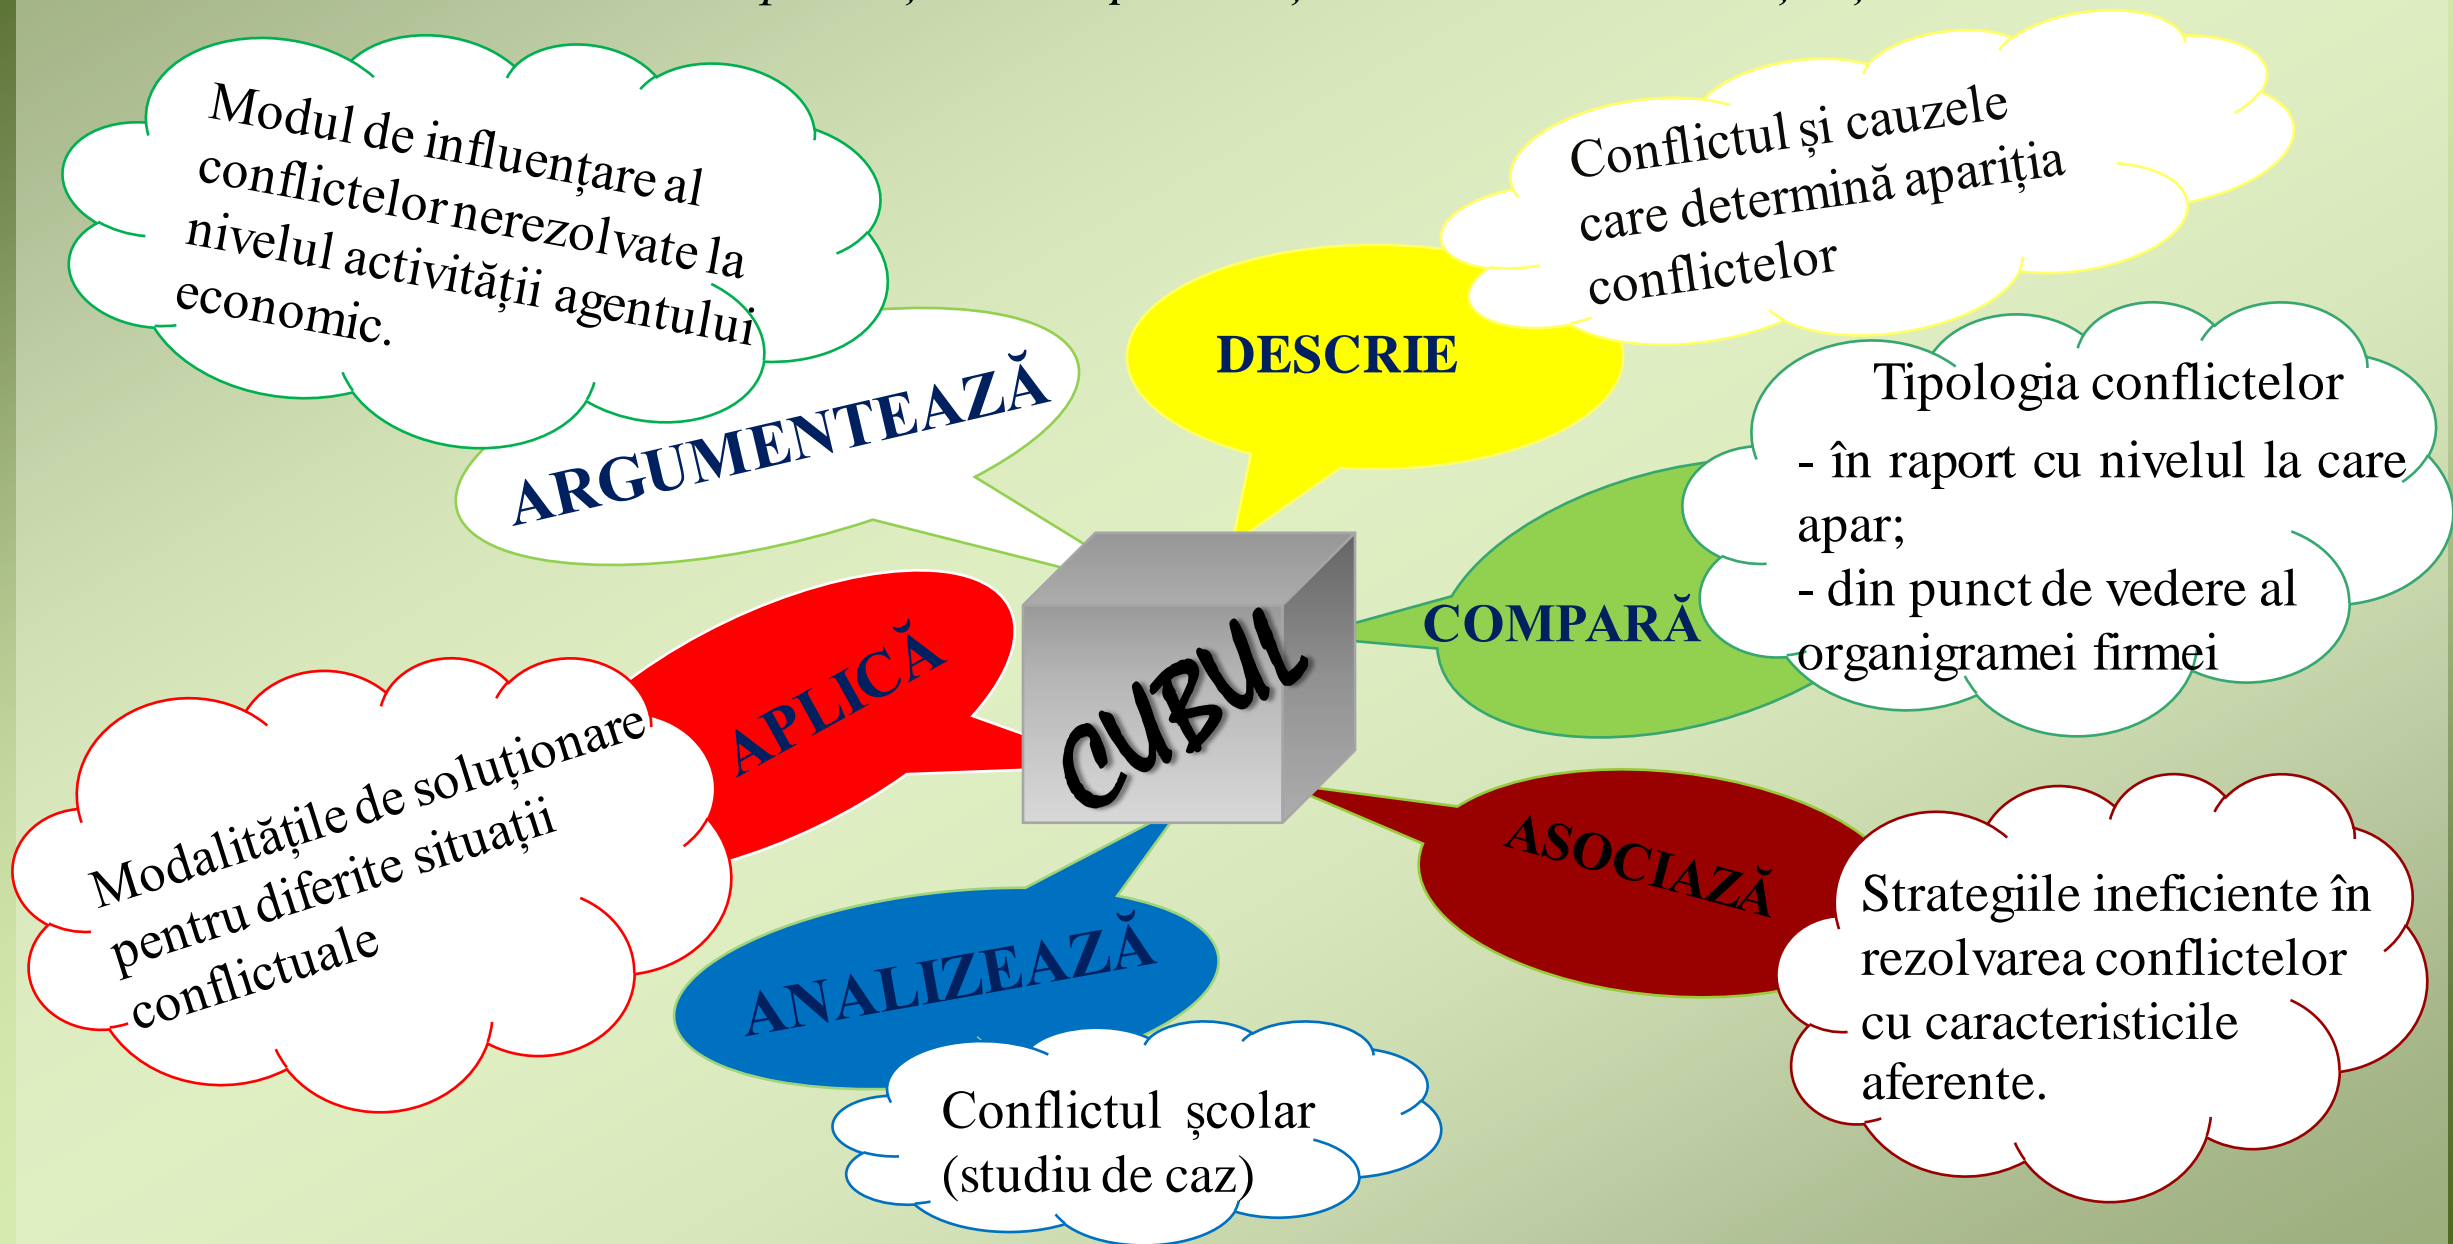 Modul de influențare al
conflictelor nerezolvate la
nivelul activității agentului
economic.
ARGUMENTEAZĂ
DESCRIE
Conflictul și cauzele
care determină apariția
conflictelor
COMPARĂ
Tipologia conflictelor
- în raport cu nivelul la care
apar;
- din punct de vedere al
organigramei firmei
CUBUL
APLICĂ
Modalitățile de soluționare
pentru diferite situații
conflictuale
ASOCIAZĂ
Strategiile ineficiente în
rezolvarea conflictelor
cu caracteristicile
aferente.
ANALIZEAZĂ
Conflictul școlar
(studiu de caz)